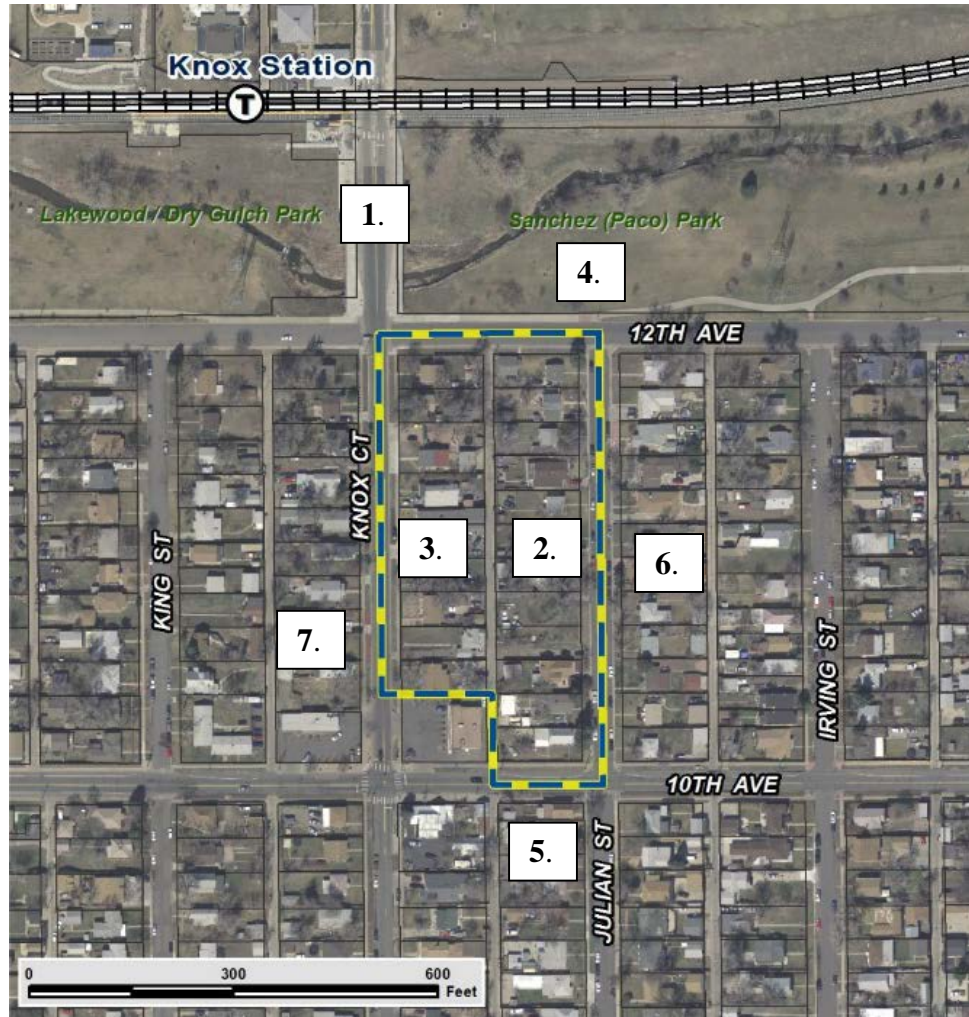 Knox Station
T
Lakewood / Dry Gulch Park
1.
Sanchez (Paco) Park
4.
12TH AVE
KNOX CT
3.
2.
6.
KING ST
7.
IRVING ST
10TH AVE
5.
JULIAN ST
0 300 600
Feet